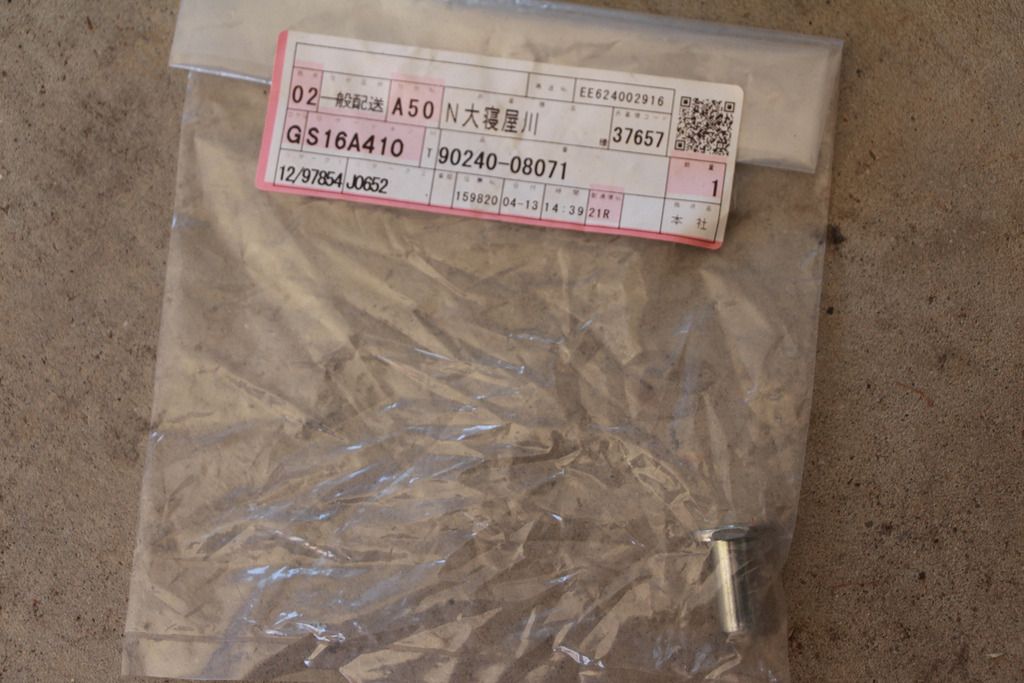 EE624002916
02 一般配送 A50 N大寝屋川 様 37657
GS16A410 T 90240-08071 1
12/97854 J0652 159820 04-13 14:39 21R 本社